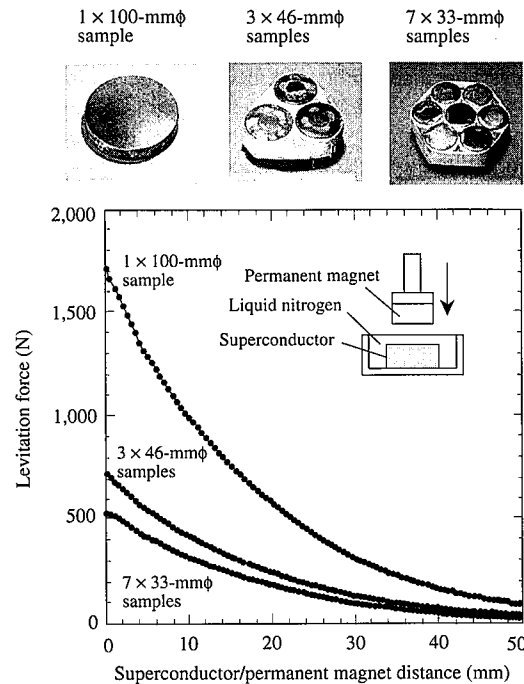 1 × 100-mmϕ
sample
3 × 46-mmϕ
samples
7 × 33-mmϕ
samples
2,000
1,500
1,000
500
0
Levitation force (N)
1 × 100-mmϕ
sample
3 × 46-mmϕ
samples
7 × 33-mmϕ
samples
Permanent magnet
Liquid nitrogen
Superconductor
0
10
20
30
40
50
Superconductor/permanent magnet distance (mm)